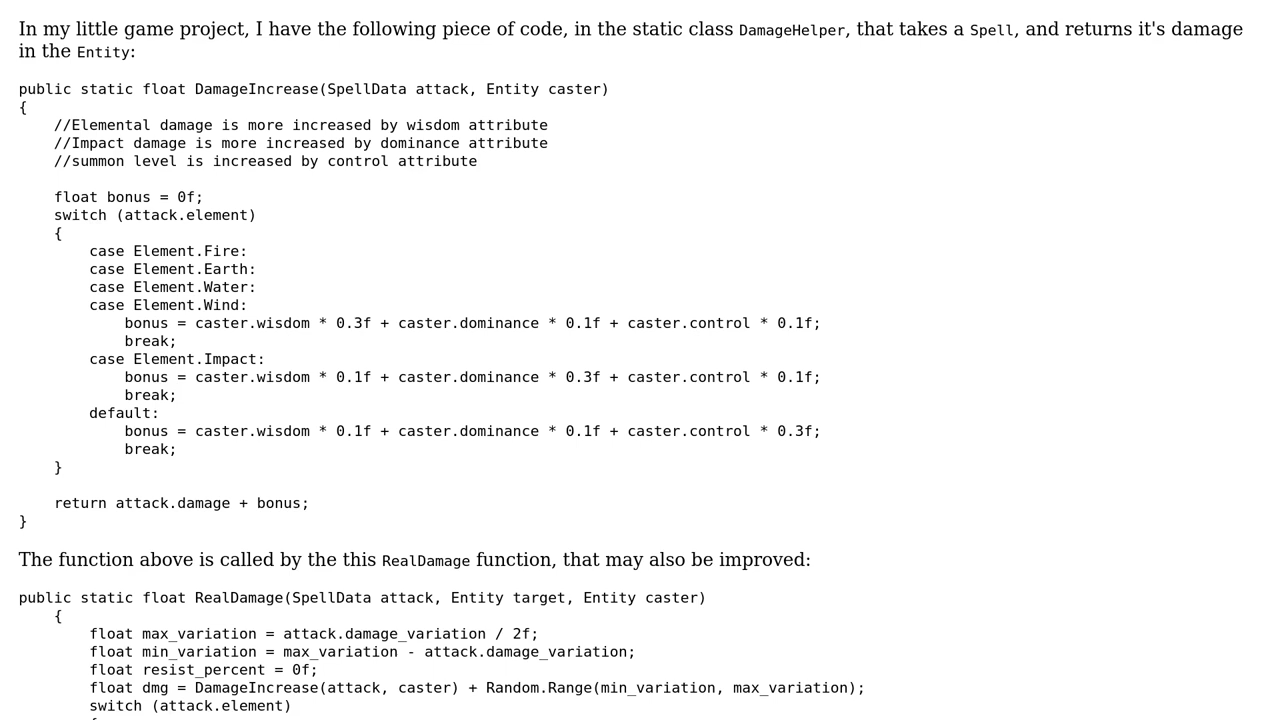 In my little game project, I have the following piece of code, in the static class DamageHelper, that takes a Spell, and returns it's damage
in the Entity:
public static float DamageIncrease(SpellData attack, Entity caster)
{
    //Elemental damage is more increased by wisdom attribute
    //Impact damage is more increased by dominance attribute
    //summon level is increased by control attribute
    float bonus = 0f;
    switch (attack.element)
    {
        case Element.Fire:
        case Element.Earth:
        case Element.Water:
        case Element.Wind:
            bonus = caster.wisdom * 0.3f + caster.dominance * 0.1f + caster.control * 0.1f;
            break;
        case Element.Impact:
            bonus = caster.wisdom * 0.1f + caster.dominance * 0.3f + caster.control * 0.1f;
            break;
        default:
            bonus = caster.wisdom * 0.1f + caster.dominance * 0.1f + caster.control * 0.3f;
            break;
    }
    return attack.damage + bonus;
}
The function above is called by the this RealDamage function, that may also be improved:
public static float RealDamage(SpellData attack, Entity target, Entity caster)
    {
        float max_variation = attack.damage_variation / 2f;
        float min_variation = max_variation - attack.damage_variation;
        float resist_percent = 0f;
        float dmg = DamageIncrease(attack, caster) + Random.Range(min_variation, max_variation);
        switch (attack.element)